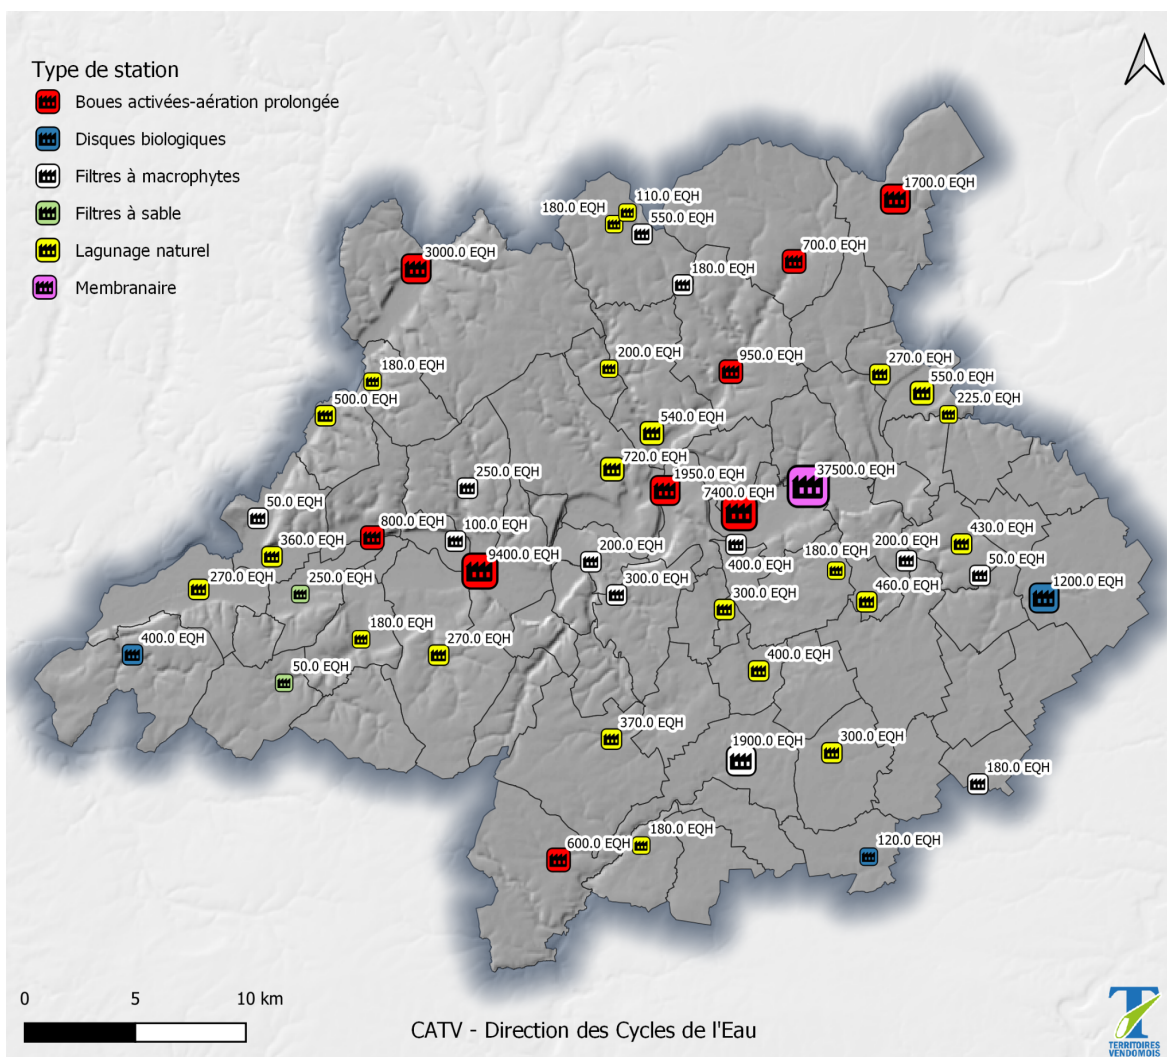 Type de station
Boues activées-aération prolongée
Disques biologiques
Filtres à macrophytes
Filtres à sable
Lagunage naturel
Membranaire
1700.0 EQH
110.0 EQH
180.0 EQH
550.0 EQH
3000.0 EQH
700.0 EQH
180.0 EQH
200.0 EQH
950.0 EQH
270.0 EQH
180.0 EQH
550.0 EQH
500.0 EQH
225.0 EQH
540.0 EQH
720.0 EQH
250.0 EQH
1950.0 EQH
37500.0 EQH
7400.0 EQH
50.0 EQH
800.0 EQH
100.0 EQH
430.0 EQH
360.0 EQH
9400.0 EQH
200.0 EQH
400.0 EQH
180.0 EQH
200.0 EQH
50.0 EQH
270.0 EQH
250.0 EQH
300.0 EQH
300.0 EQH
460.0 EQH
1200.0 EQH
400.0 EQH
180.0 EQH
270.0 EQH
50.0 EQH
400.0 EQH
370.0 EQH
1900.0 EQH
300.0 EQH
180.0 EQH
600.0 EQH
180.0 EQH
120.0 EQH
0 5 10 km
CATV - Direction des Cycles de l'Eau
TERRITOIRES
VENDOMOIS